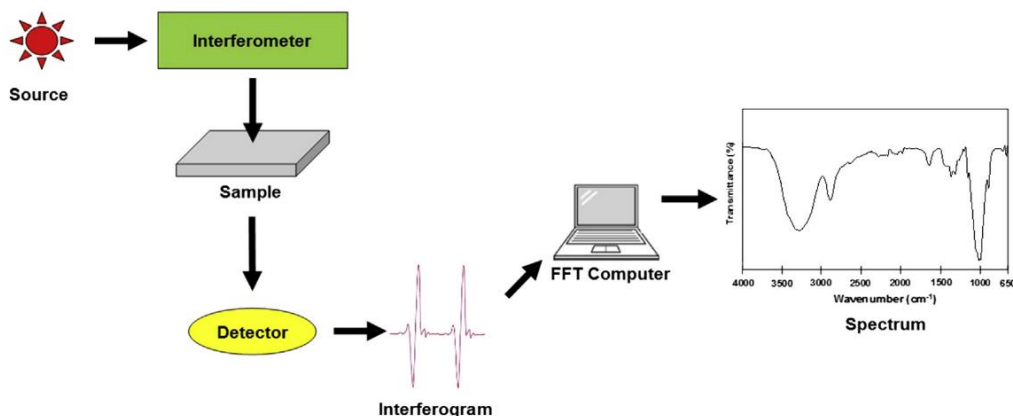 Source
Interferometer
Sample
Detector
Interferogram
FFT Computer
Transmittance (%)
4000 3500 3000 2500 2000 1500 1000 650
Wavenumber (cm-1)
Spectrum